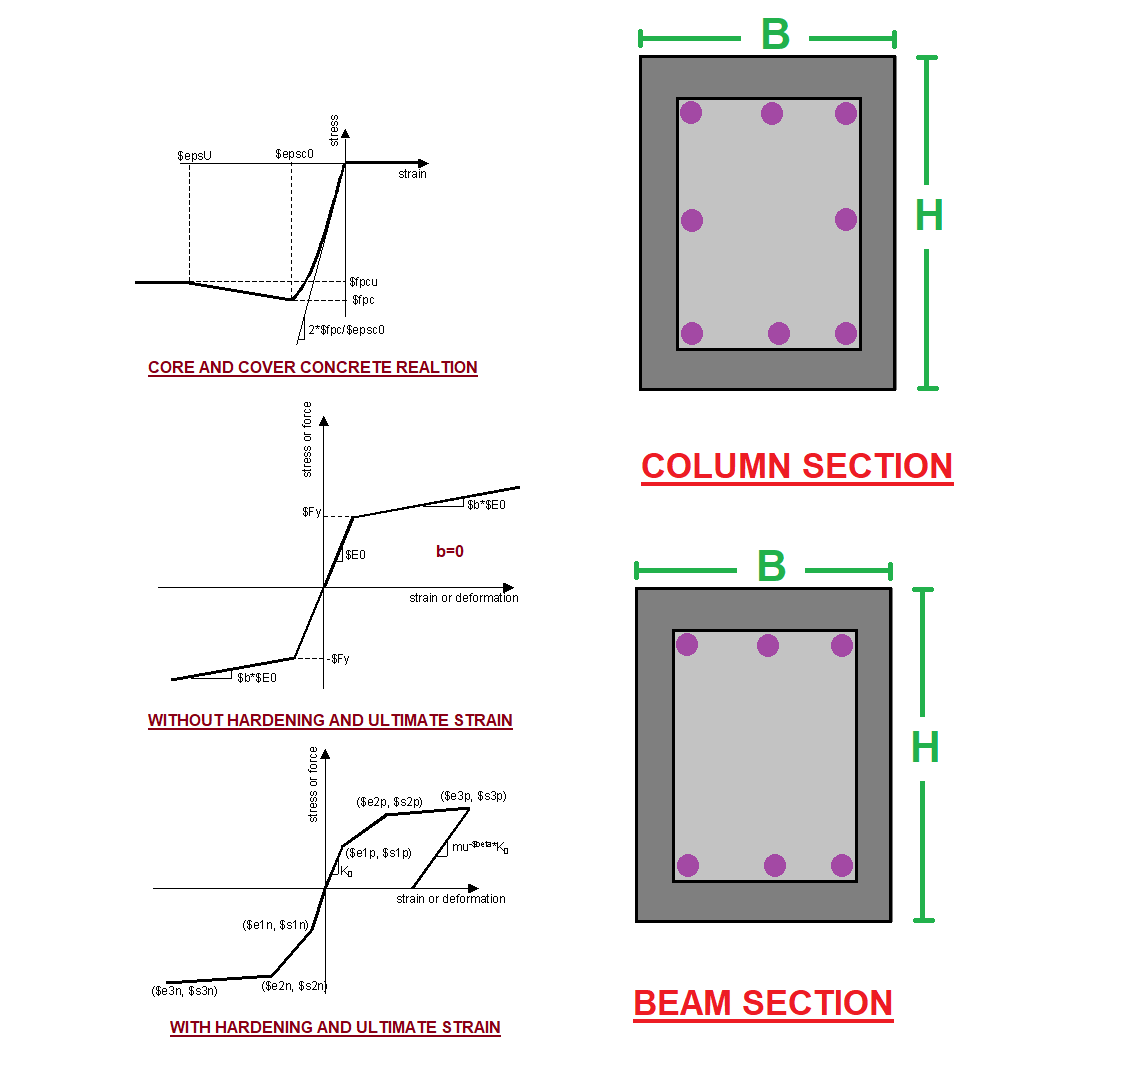 stress
$epsU
$epsc0
strain
$fpcu
$fpc
2*$fpc/$epsc0
CORE AND COVER CONCRETE REALTION
stress or force
$Fy
$b*$E0
$E0
b=0
strain or deformation
-$Fy
$b*$E0
WITHOUT HARDENING AND ULTIMATE STRAIN
stress or force
($e2p, $s2p)
($e3p, $s3p)
($e1p, $s1p)
mu-$beta*K0
K0
strain or deformation
($e1n, $s1n)
($e2n, $s2n)
($e3n, $s3n)
WITH HARDENING AND ULTIMATE STRAIN
B
H
COLUMN SECTION
B
H
BEAM SECTION